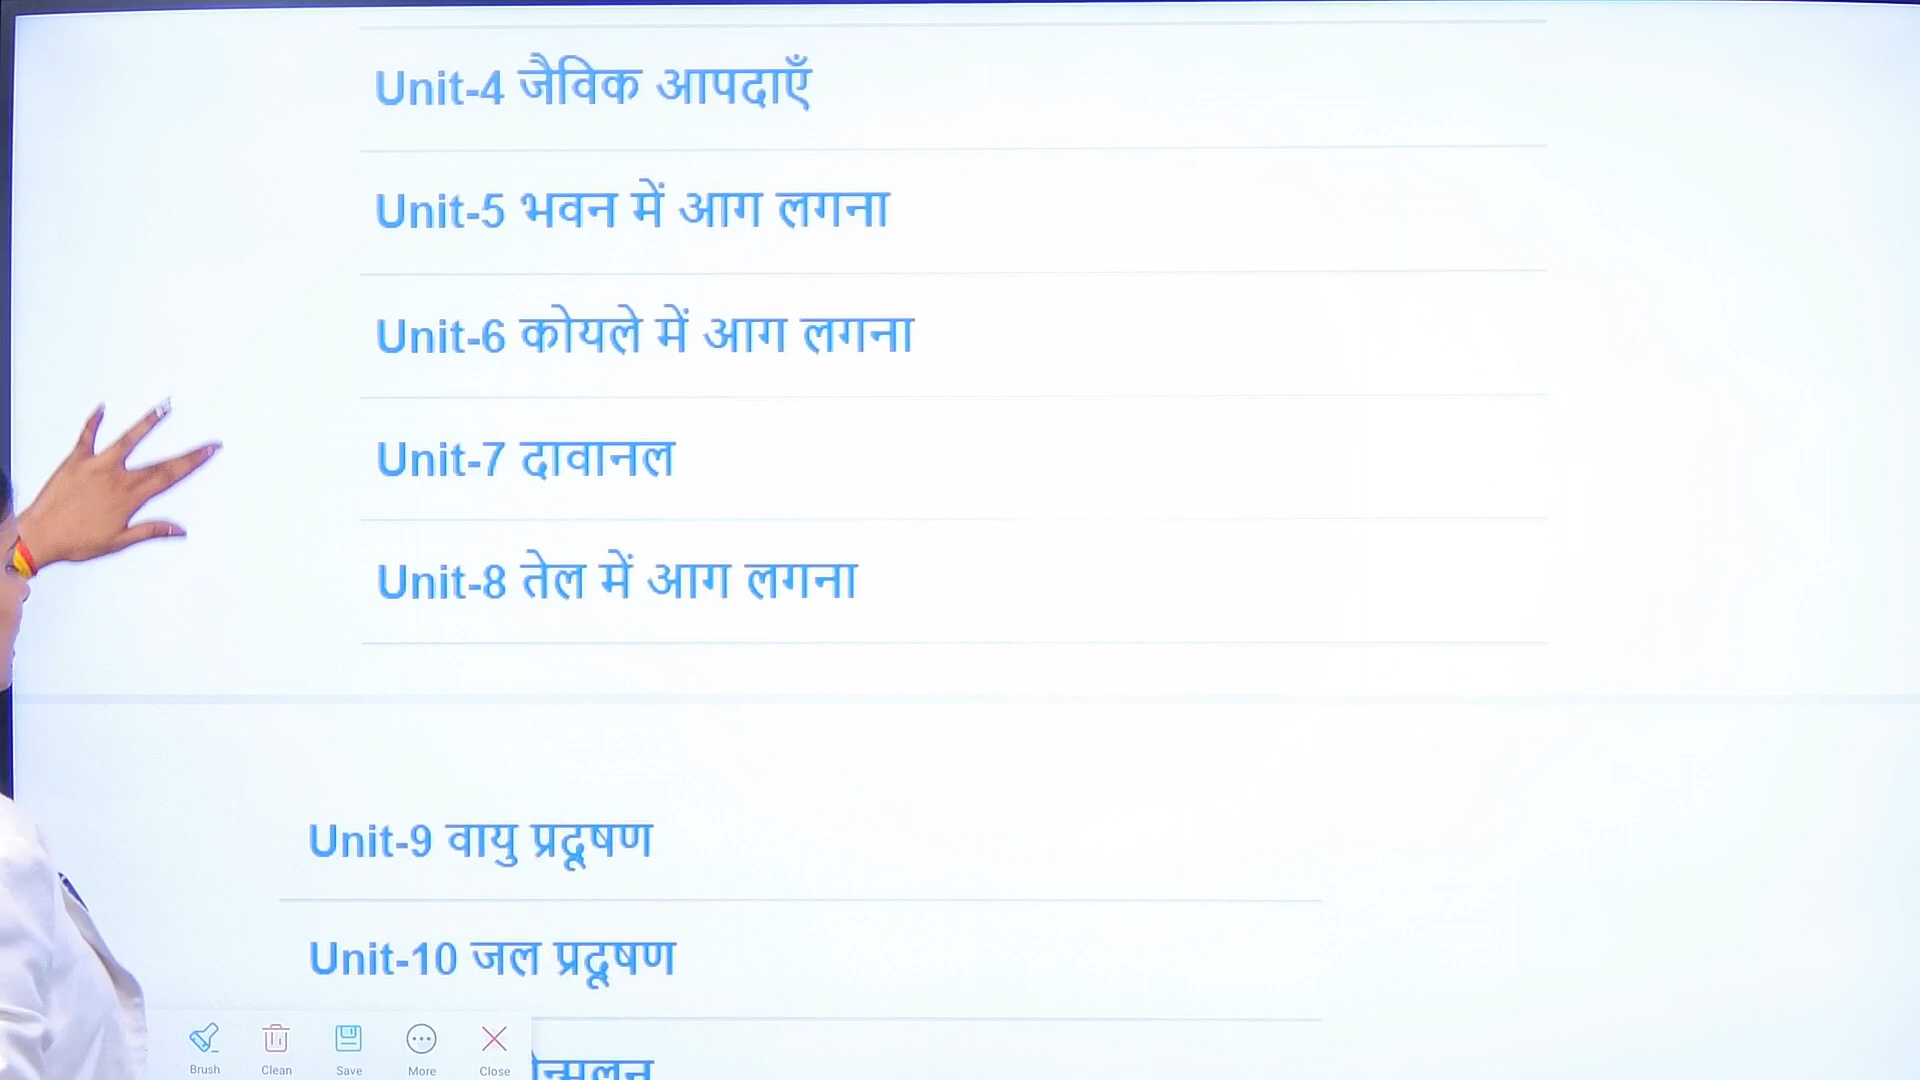 Unit-4 जैविक आपदाएँ
Unit-5 भवन में आग लगना
Unit-6 कोयले में आग लगना
Unit-7 दावानल
Unit-8 तेल में आग लगना
Unit-9 वायु प्रदूषण
Unit-10 जल प्रदूषण
Brush Clean Save More Close